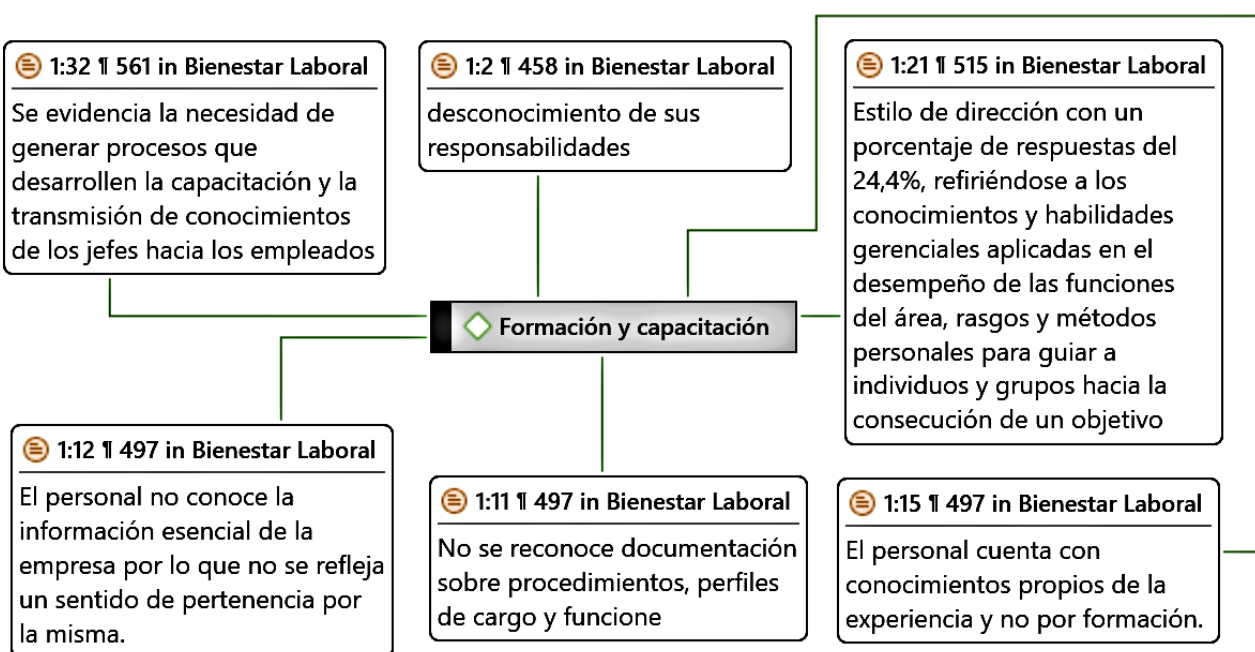 1:32 ¶ 561 in Bienestar Laboral
Se evidencia la necesidad de
generar procesos que
desarrollen la capacitación y la
transmisión de conocimientos
de los jefes hacia los empleados
1:2 ¶ 458 in Bienestar Laboral
desconocimiento de sus
responsabilidades
1:21 ¶ 515 in Bienestar Laboral
Estilo de dirección con un
porcentaje de respuestas del
24,4%, refiriéndose a los
conocimientos y habilidades
gerenciales aplicadas en el
desempeño de las funciones
del área, rasgos y métodos
personales para guiar a
individuos y grupos hacia la
consecución de un objetivo
Formación y capacitación
1:12 ¶ 497 in Bienestar Laboral
El personal no conoce la
información esencial de la
empresa por lo que no se refleja
un sentido de pertenencia por
la misma.
1:11 ¶ 497 in Bienestar Laboral
No se reconoce documentación
sobre procedimientos, perfiles
de cargo y funcione
1:15 ¶ 497 in Bienestar Laboral
El personal cuenta con
conocimientos propios de la
experiencia y no por formación.